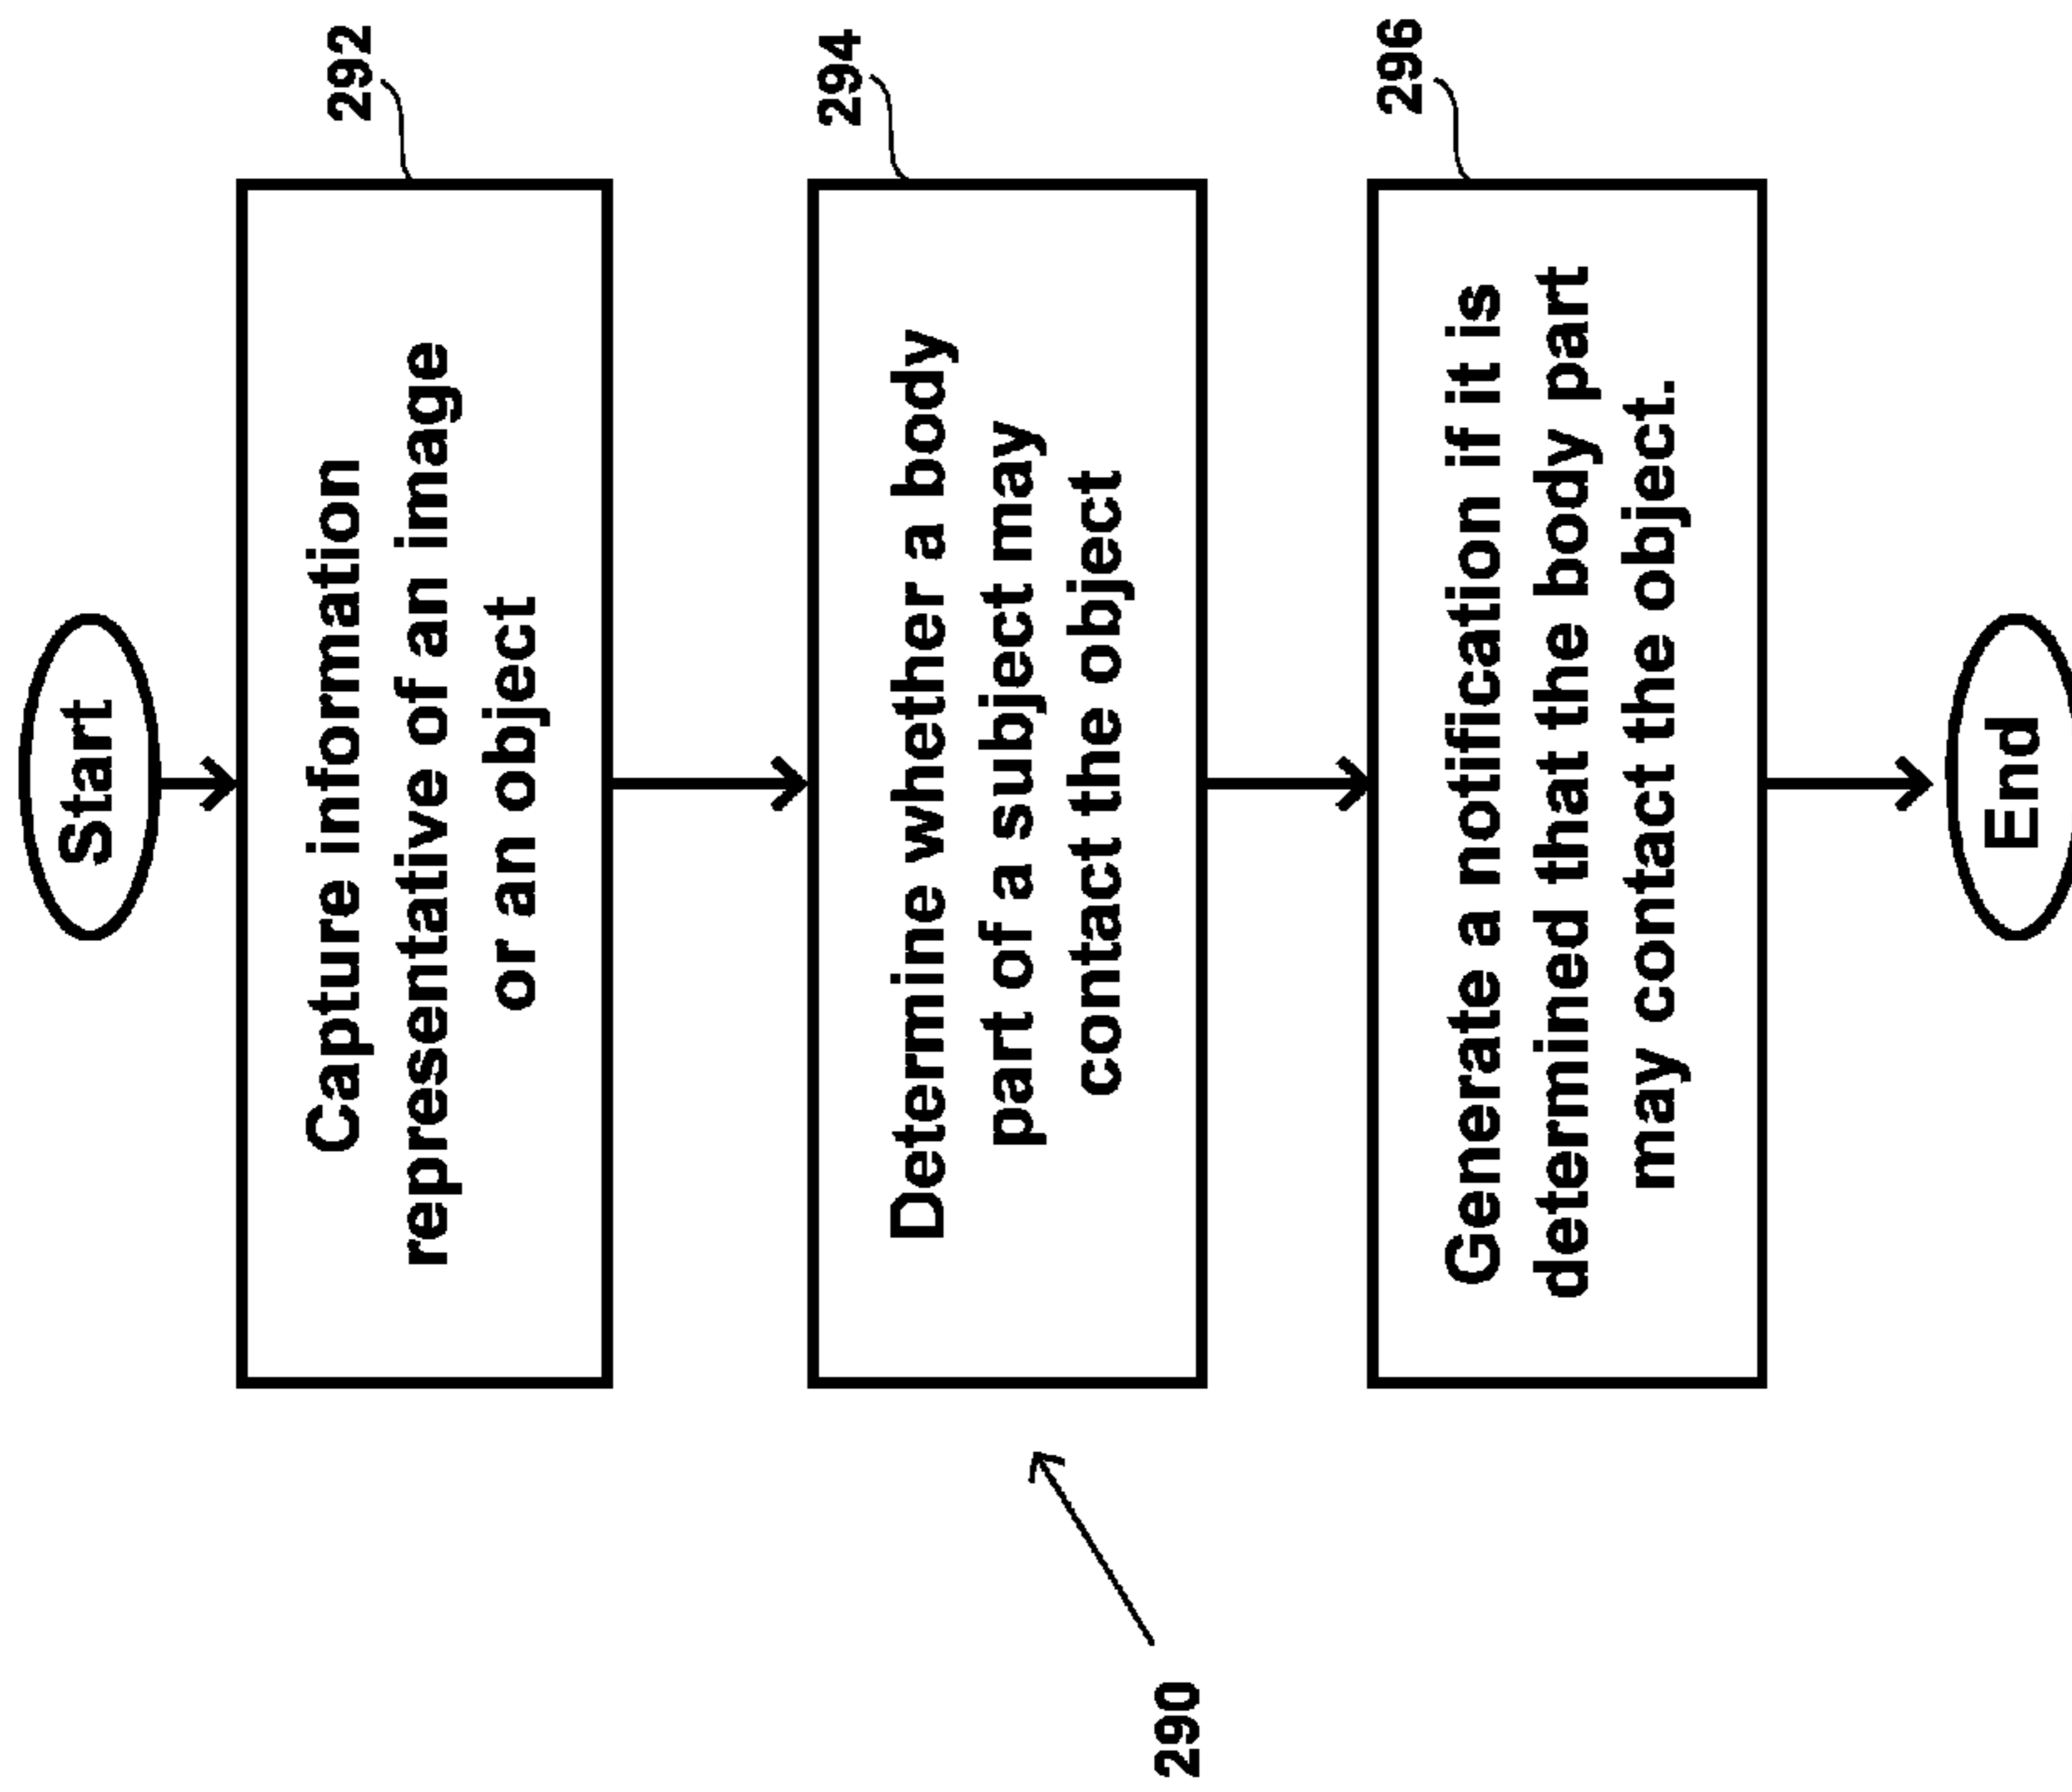 Start
292
Capture information
representative of an image
or an object
294
Determine whether a body
part of a subject may
contact the object
290
296
Generate a notification if it is
determined that the body part
may contact the object.
End